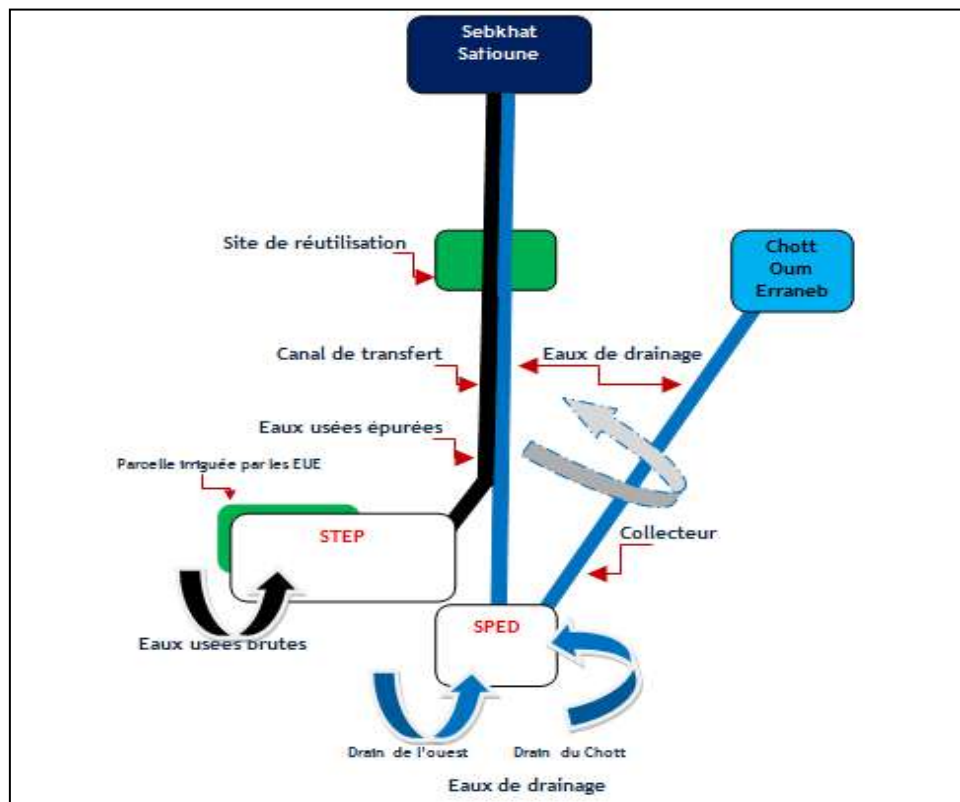 Sebkhat
Satioune
Site de réutilisation
Chott
Oum
Erraneb
Canal de transfert
Eaux de drainage
Eaux usées épurées
Parcelle irriguée par les EUE
STEP
Collecteur
SPED
Eaux usées brutes
Drain de l'ouest
Drain du Chott
Eaux de drainage